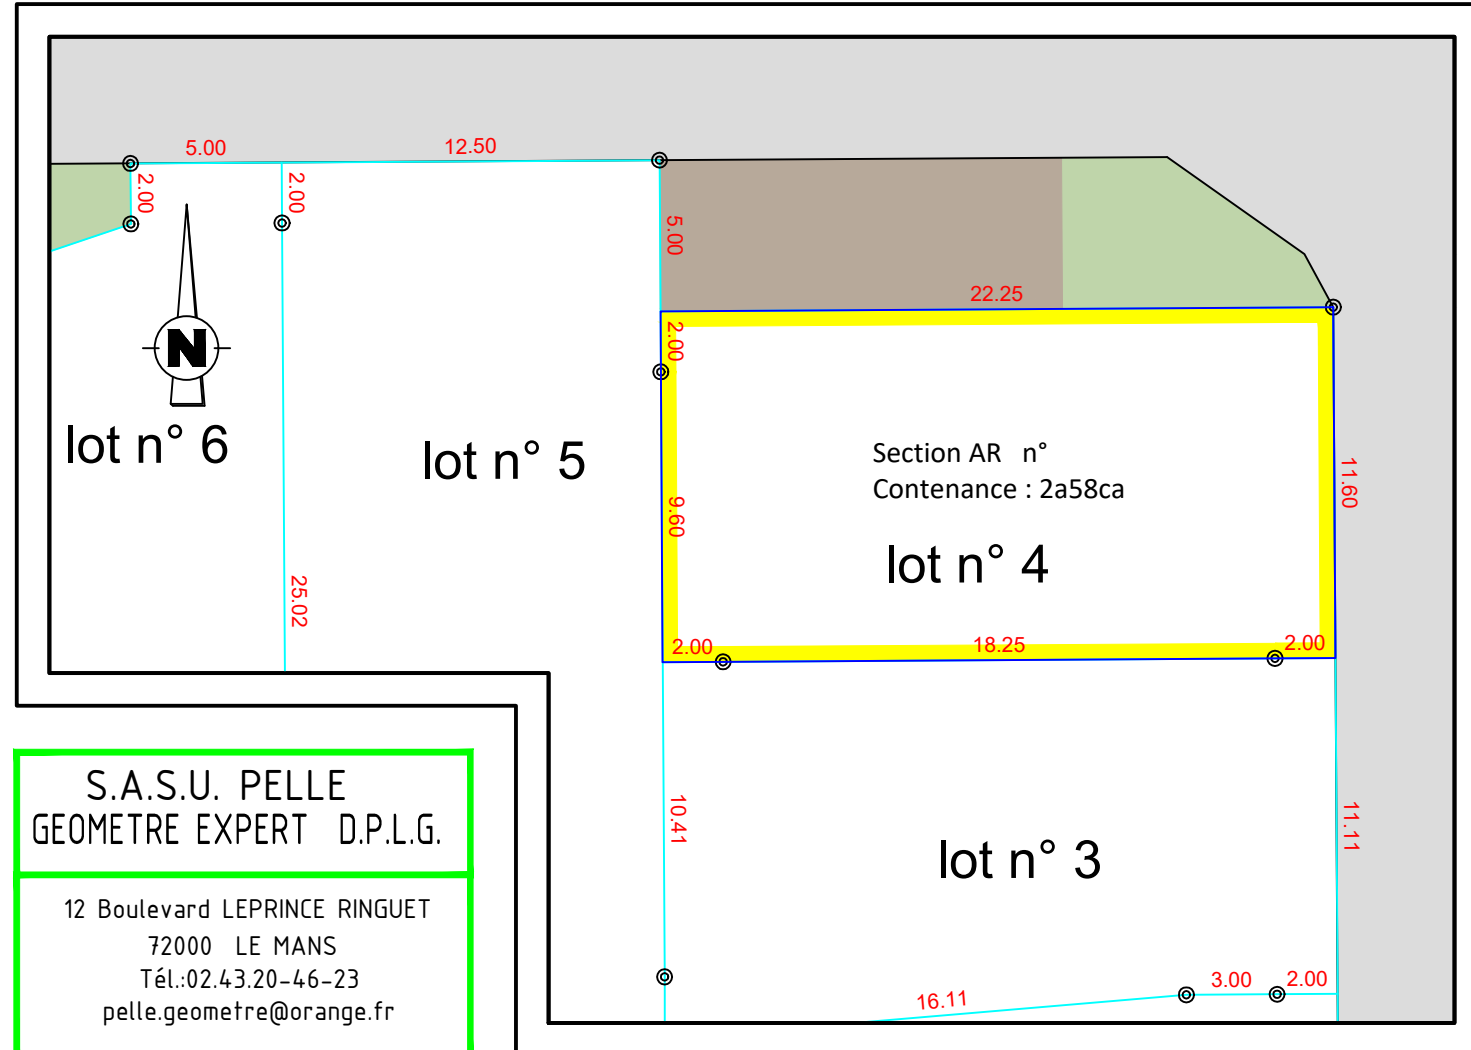 5.00
12.50
2.00
2.00
5.00
22.25
2.00
N
lot n° 6
lot n° 5
Section AR n°
Contenance : 2a58ca
11.60
9.60
lot n° 4
25.02
2.00
18.25
2.00
S.A.S.U. PELLE
GEOMETRE EXPERT D.P.L.G.
10.41
11.11
lot n° 3
12 Boulevard LEPRINCE RINGUET
72000 LE MANS
Tél.:02.43.20-46-23
pelle.geometre@orange.fr
16.11
3.00
2.00